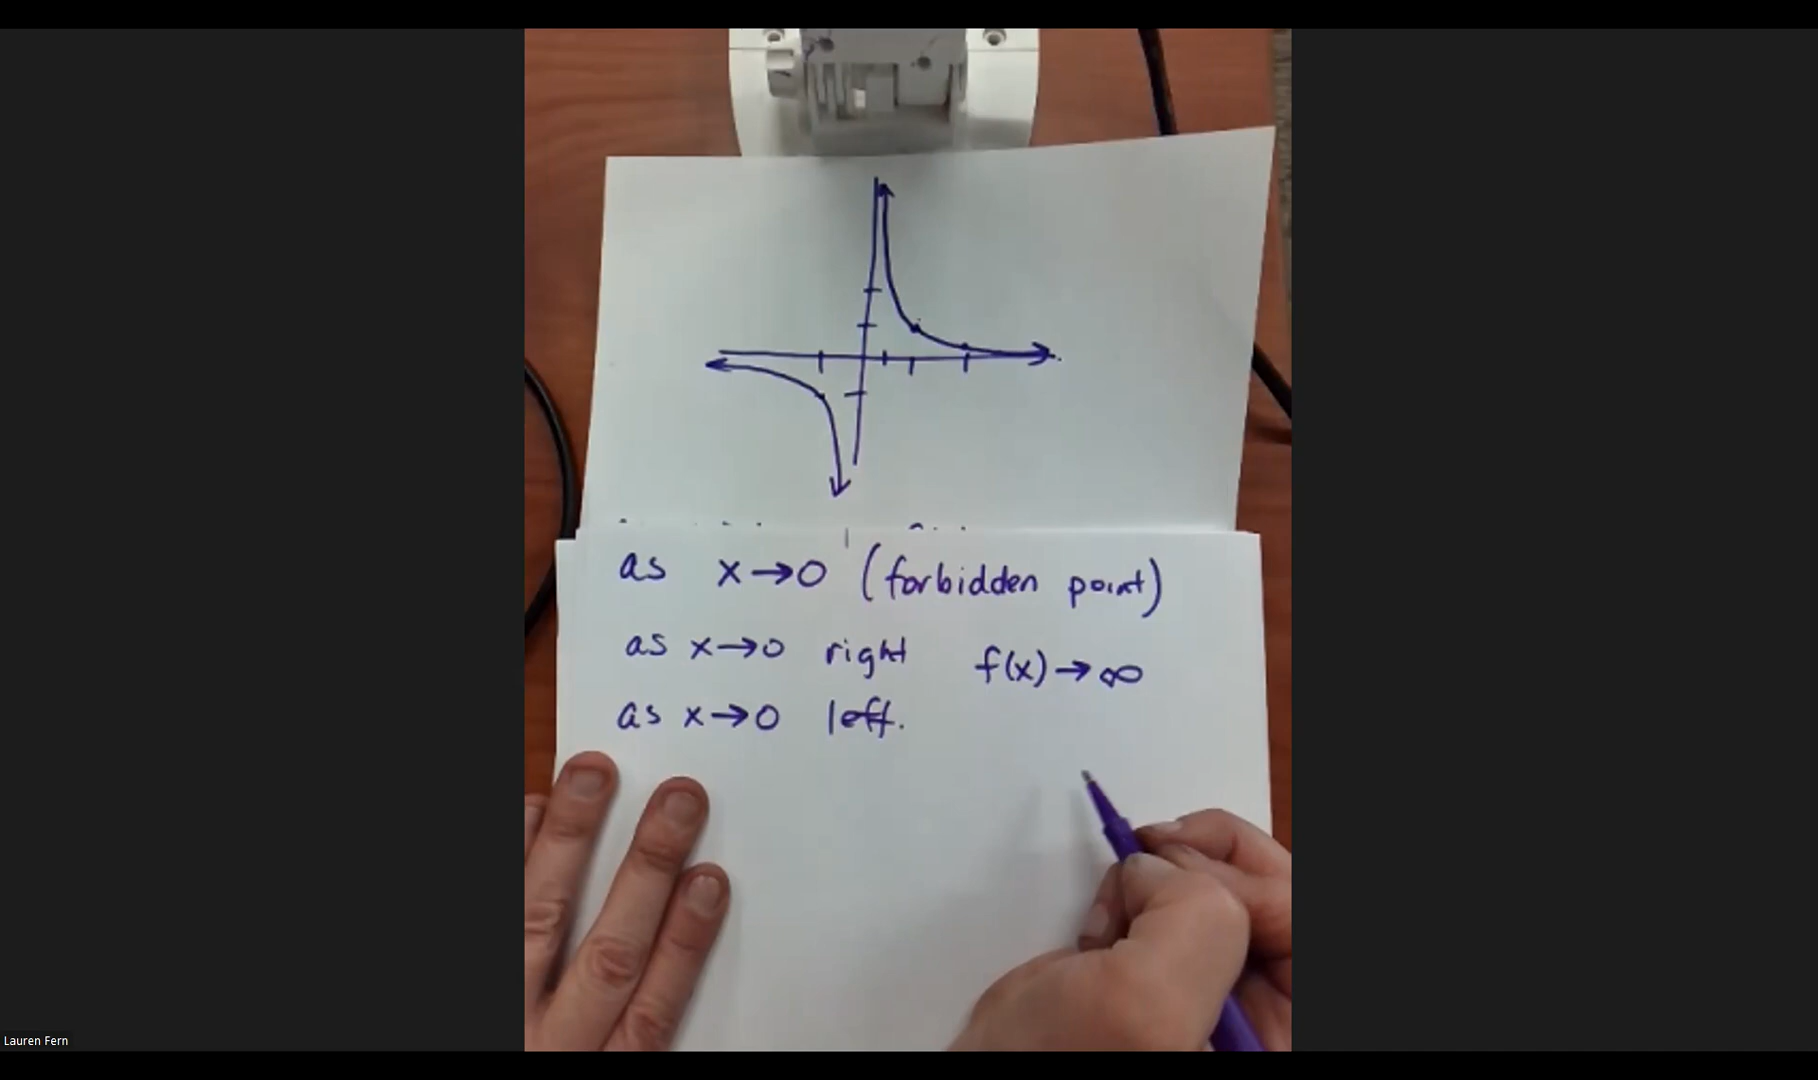 as x→0 (forbidden point)
as x→0 right f(x)→∞
as x→0 left.
Lauren Fern